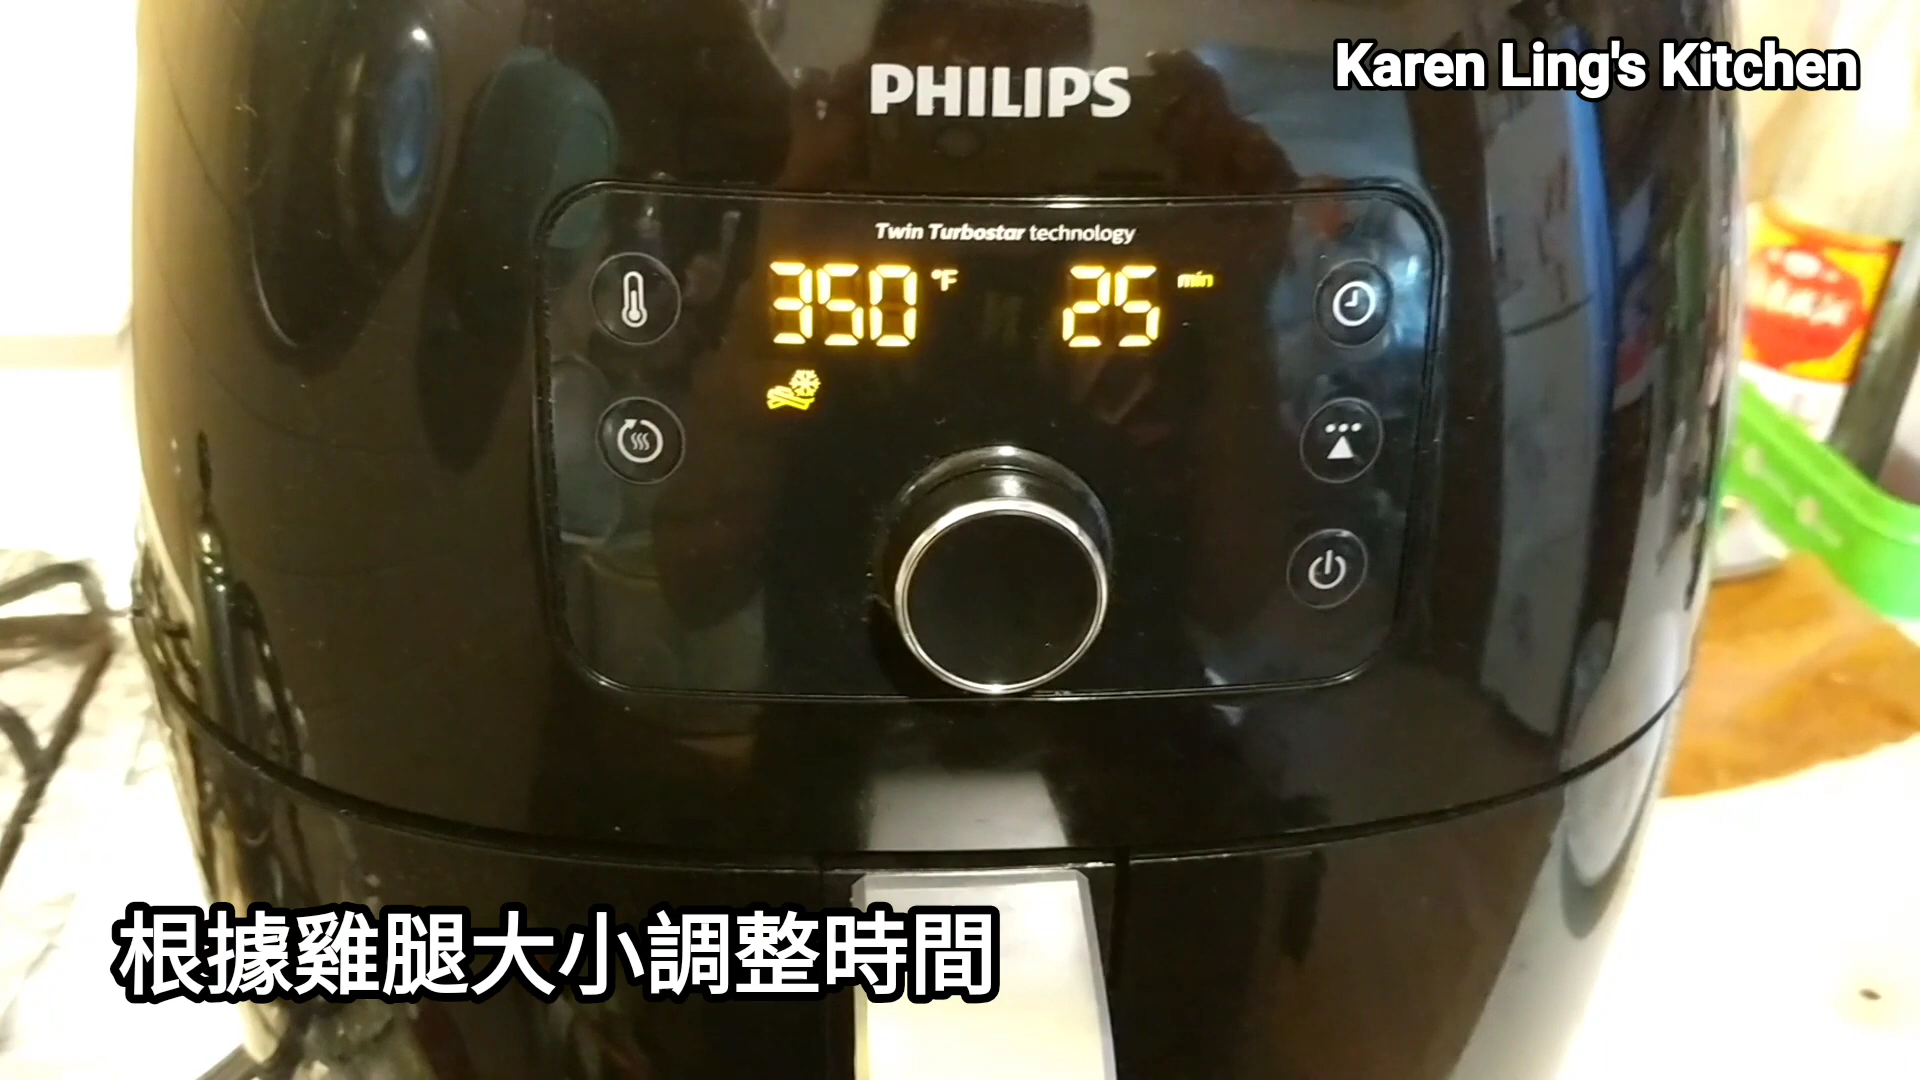 Karen Ling's Kitchen
PHILIPS
Twin Turbostar technology
350 °F 25 min
根據雞腿大小調整時間